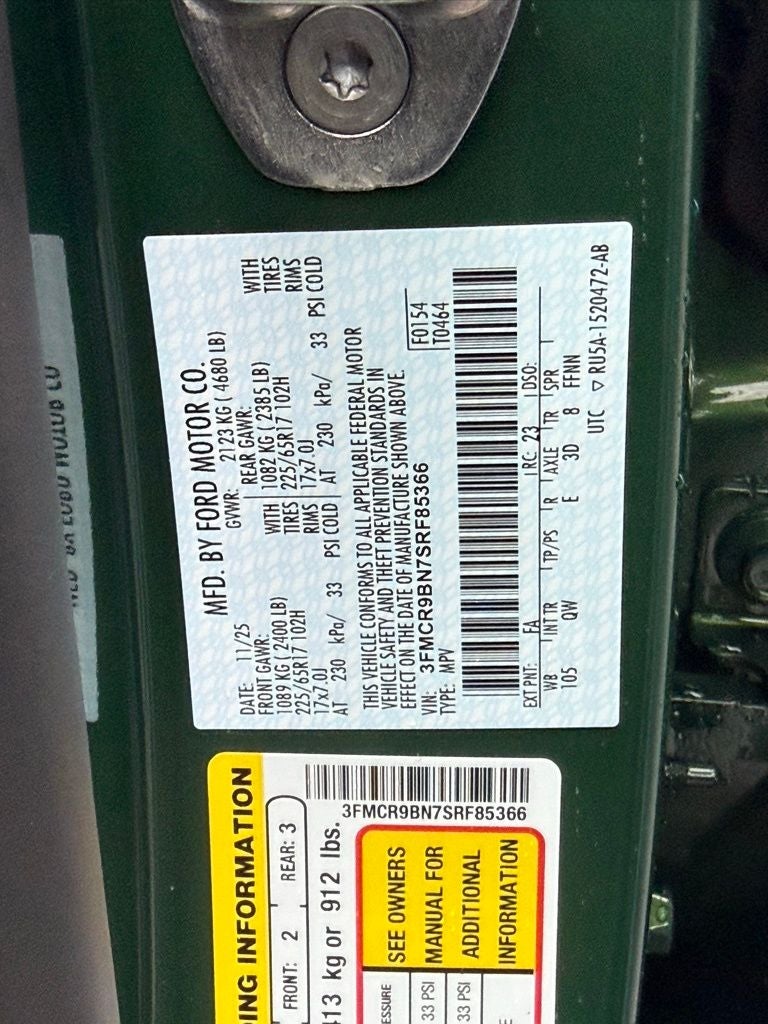 MFD. BY FORD MOTOR CO.
DATE: 11/25
GVWR: 2123 KG ( 4680 LB)
FRONT GAWR: REAR GAWR:
1089 KG ( 2400 LB) WITH 1082 KG ( 2385 LB) WITH
225/65R17 102H TIRES 225/65R17 102H TIRES
17x7.0J RIMS 17x7.0J RIMS
AT 230 kPa/ 33 PSI COLD AT 230 kPa/ 33 PSI COLD
THIS VEHICLE CONFORMS TO ALL APPLICABLE FEDERAL MOTOR
VEHICLE SAFETY AND THEFT PREVENTION STANDARDS IN
EFFECT ON THE DATE OF MANUFACTURE SHOWN ABOVE.
VIN: 3FMCR9BN7SRF85366 F0154
TYPE: MPV T0464
EXT PNT: FA RC: 23 DSO:
WB INT TR TP/PS R AXLE TR SPR
105 QW E 3D 8 FFNN
UTC ▽ RU5A-1520472-AB
ING INFORMATION
FRONT: 2 REAR: 3
413 kg or 912 lbs.
3FMCR9BN7SRF85366
SEE OWNERS
MANUAL FOR
ADDITIONAL
INFORMATION
33 PSI
33 PSI